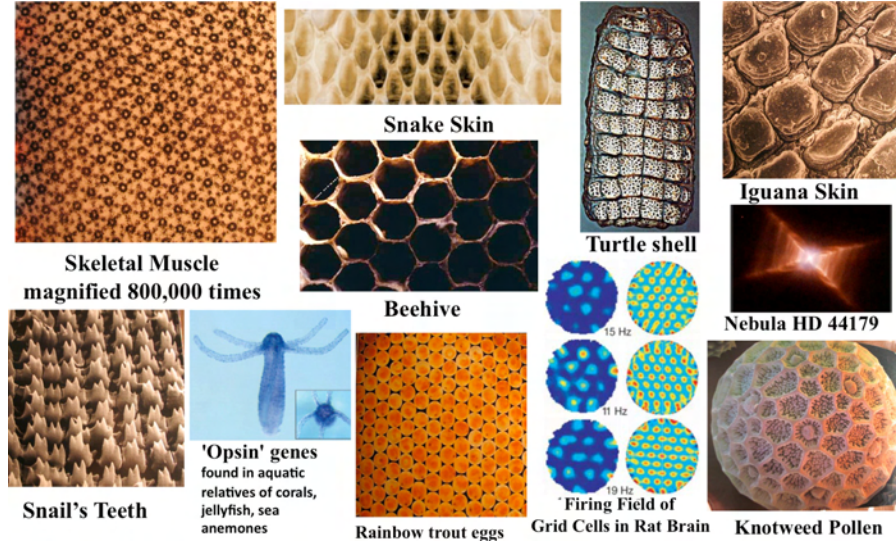 Snake Skin
Skeletal Muscle
magnified 800,000 times
Beehive
Turtle shell
Iguana Skin
Nebula HD 44179
15 Hz
11 Hz
19 Hz
Snail's Teeth
'Opsin' genes
found in aquatic
relatives of corals,
jellyfish, sea
anemones
Rainbow trout eggs
Firing Field of
Grid Cells in Rat Brain
Knotweed Pollen